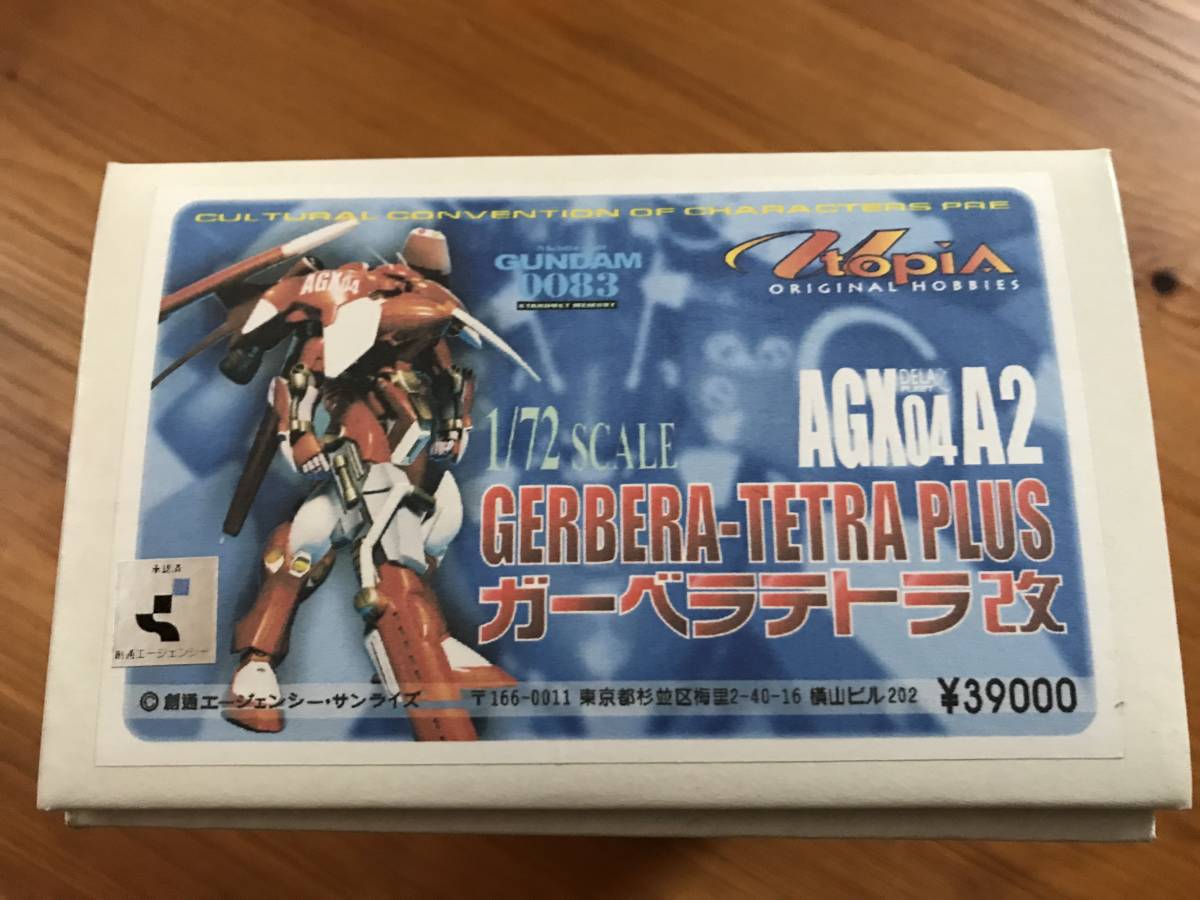 CULTURAL CONVENTION OF CHARACTERS PRE
AGX04
GUNDAM
0083
STARDUST MEMORY
Utopia
ORIGINAL HOBBIES
AGX04A2
1/72 SCALE
GERBERA-TETRA PLUS
ガーベラテトラ改
承認済
創通エージェンシー
©創通エージェンシー・サンライズ
〒166-0011 東京都杉並区梅里2-40-16 横山ビル202
¥39000